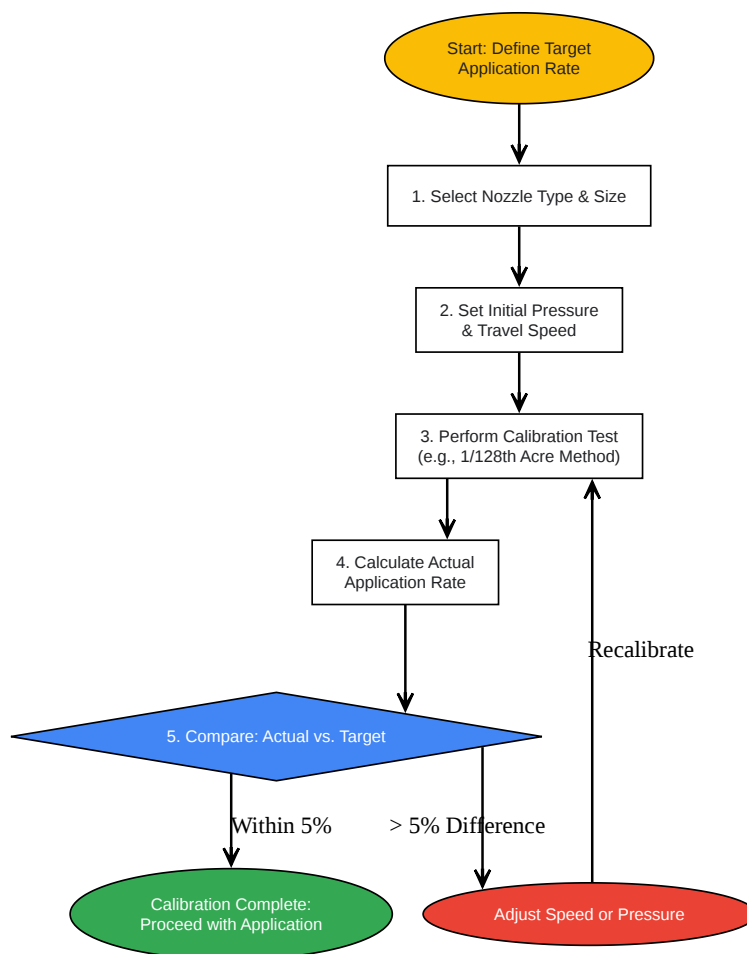 Start: Define Target
Application Rate
1. Select Nozzle Type & Size
2. Set Initial Pressure
& Travel Speed
3. Perform Calibration Test
(e.g., 1/128th Acre Method)
4. Calculate Actual
Application Rate
Recalibrate
5. Compare: Actual vs. Target
Within 5%
> 5% Difference
Calibration Complete:
Proceed with Application
Adjust Speed or Pressure